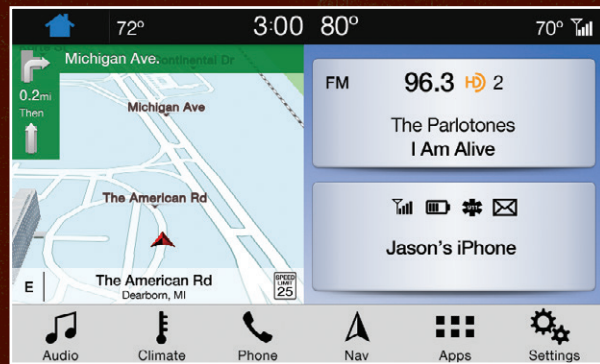 72°
3:00
80°
70°
Michigan Ave.
0.2mi
Then
Continental Dr
Michigan Ave
The American Rd
E
The American Rd
Dearborn, MI
SPEED
LIMIT
25
FM
96.3 HD 2
The Parlotones
I Am Alive
Jason's iPhone
Audio
Climate
Phone
Nav
Apps
Settings